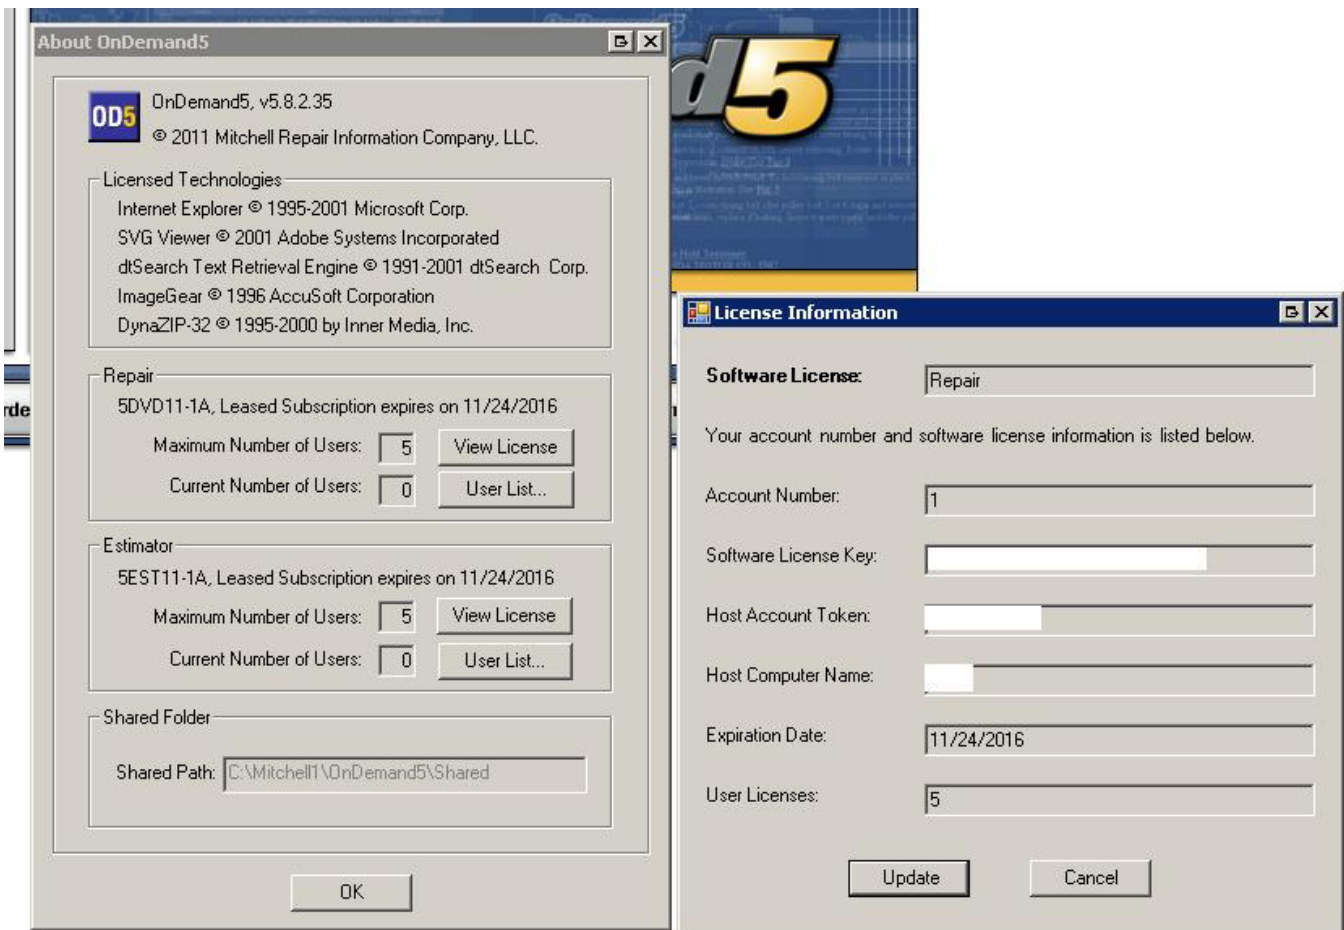 About OnDemand5
OD5
OnDemand5, v5.8.2.35
© 2011 Mitchell Repair Information Company, LLC.
Licensed Technologies
Internet Explorer © 1995-2001 Microsoft Corp.
SVG Viewer © 2001 Adobe Systems Incorporated
dtSearch Text Retrieval Engine © 1991-2001 dtSearch Corp.
ImageGear © 1996 AccuSoft Corporation
DynaZIP-32 © 1995-2000 by Inner Media, Inc.
Repair
5DVD11-1A, Leased Subscription expires on 11/24/2016
Maximum Number of Users: 5 View License
Current Number of Users: 0 User List...
Estimator
5EST11-1A, Leased Subscription expires on 11/24/2016
Maximum Number of Users: 5 View License
Current Number of Users: 0 User List...
Shared Folder
Shared Path: C:\Mitchell1\OnDemand5\Shared
OK
d5
License Information
Software License: Repair
Your account number and software license information is listed below.
Account Number: 1
Software License Key:
Host Account Token:
Host Computer Name:
Expiration Date: 11/24/2016
User Licenses: 5
Update Cancel